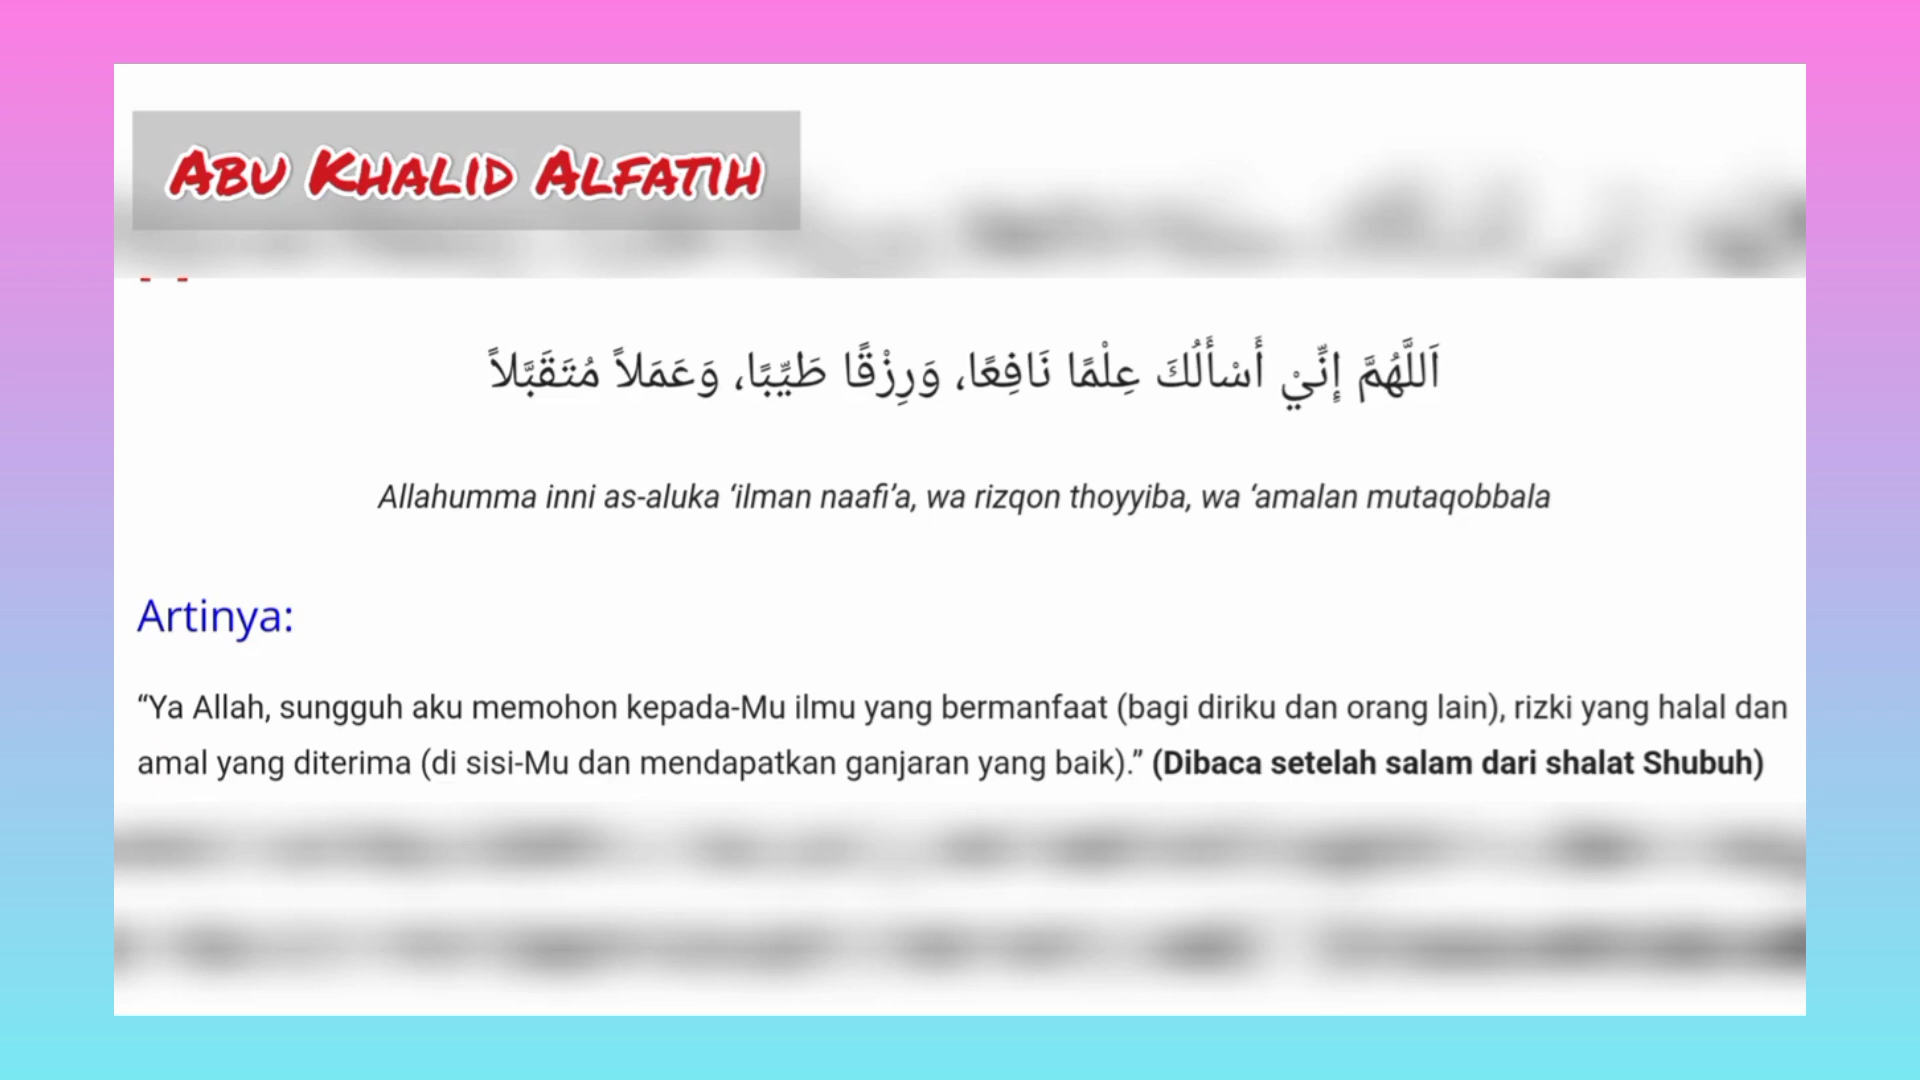 ABU KHALID ALFATIH
اَللَّهُمَّ إِنِّيْ أَسْأَلُكَ عِلْمًا نَافِعًا، وَرِزْقًا طَيِّبًا، وَعَمَلاً مُتَقَبَّلاً
Allahumma inni as-aluka ‘ilman naafi’a, wa rizqon thoyyiba, wa ‘amalan mutaqobbala
Artinya:
“Ya Allah, sungguh aku memohon kepada-Mu ilmu yang bermanfaat (bagi diriku dan orang lain), rizki yang halal dan
amal yang diterima (di sisi-Mu dan mendapatkan ganjaran yang baik).” (Dibaca setelah salam dari shalat Shubuh)